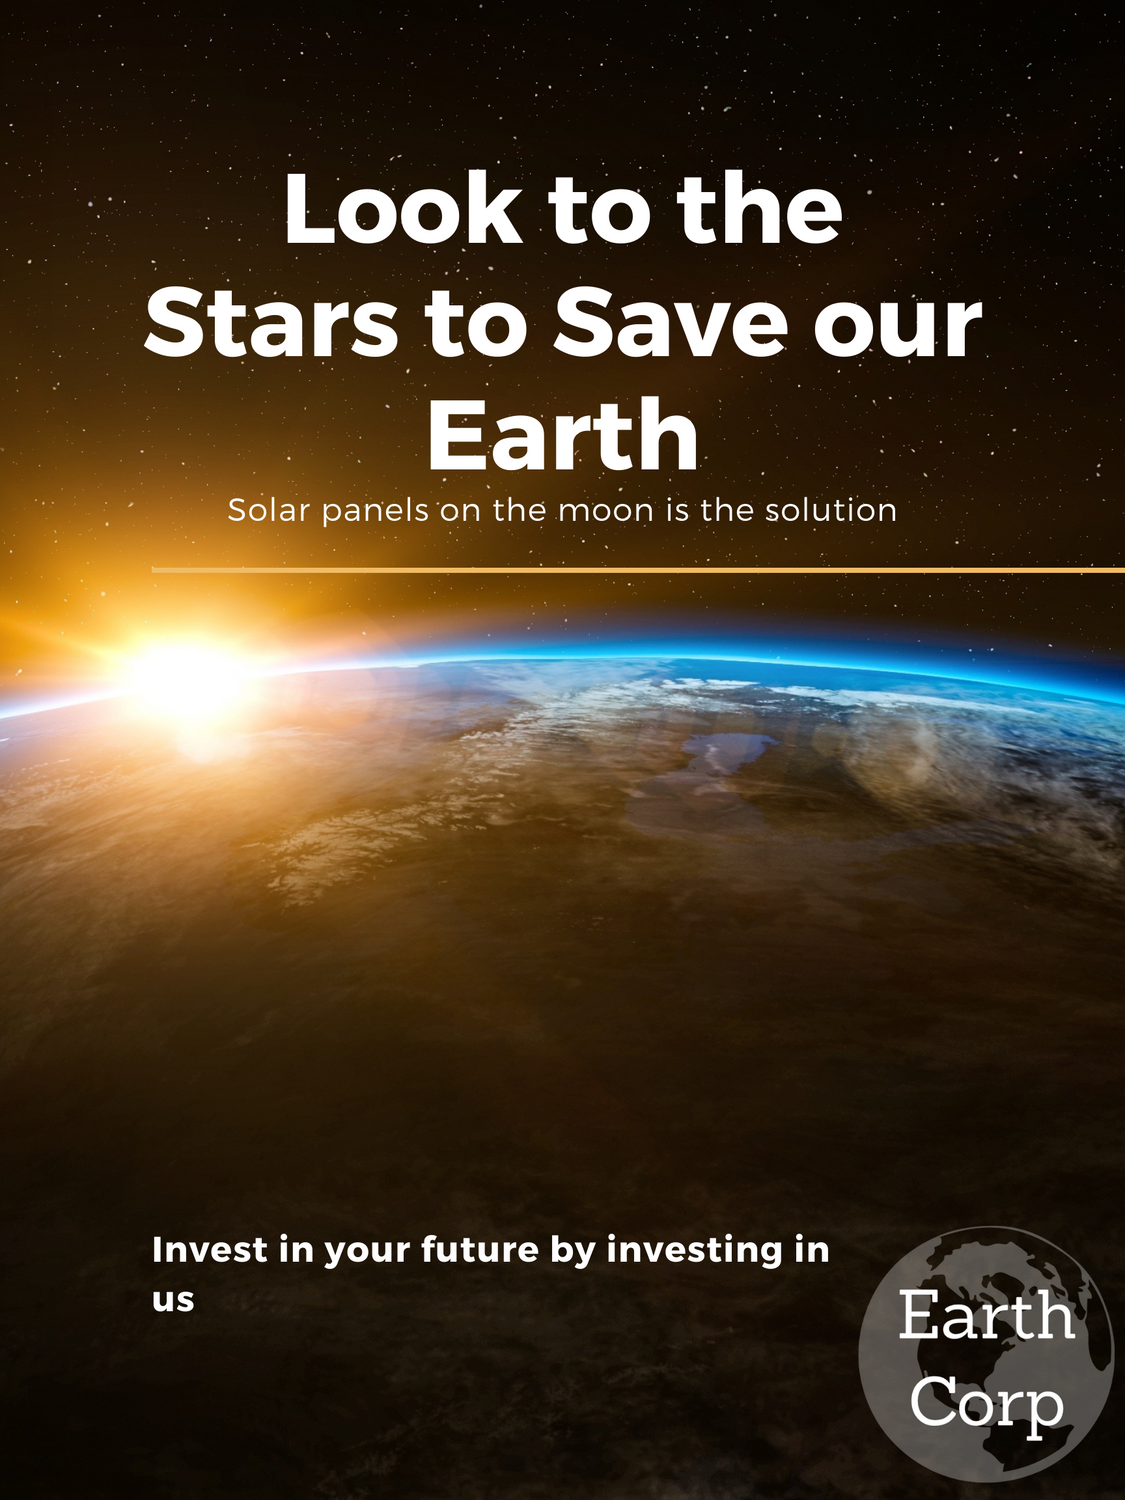 Look to the
Stars to Save our
Earth
Solar panels on the moon is the solution
Invest in your future by investing in
us
Earth
Corp